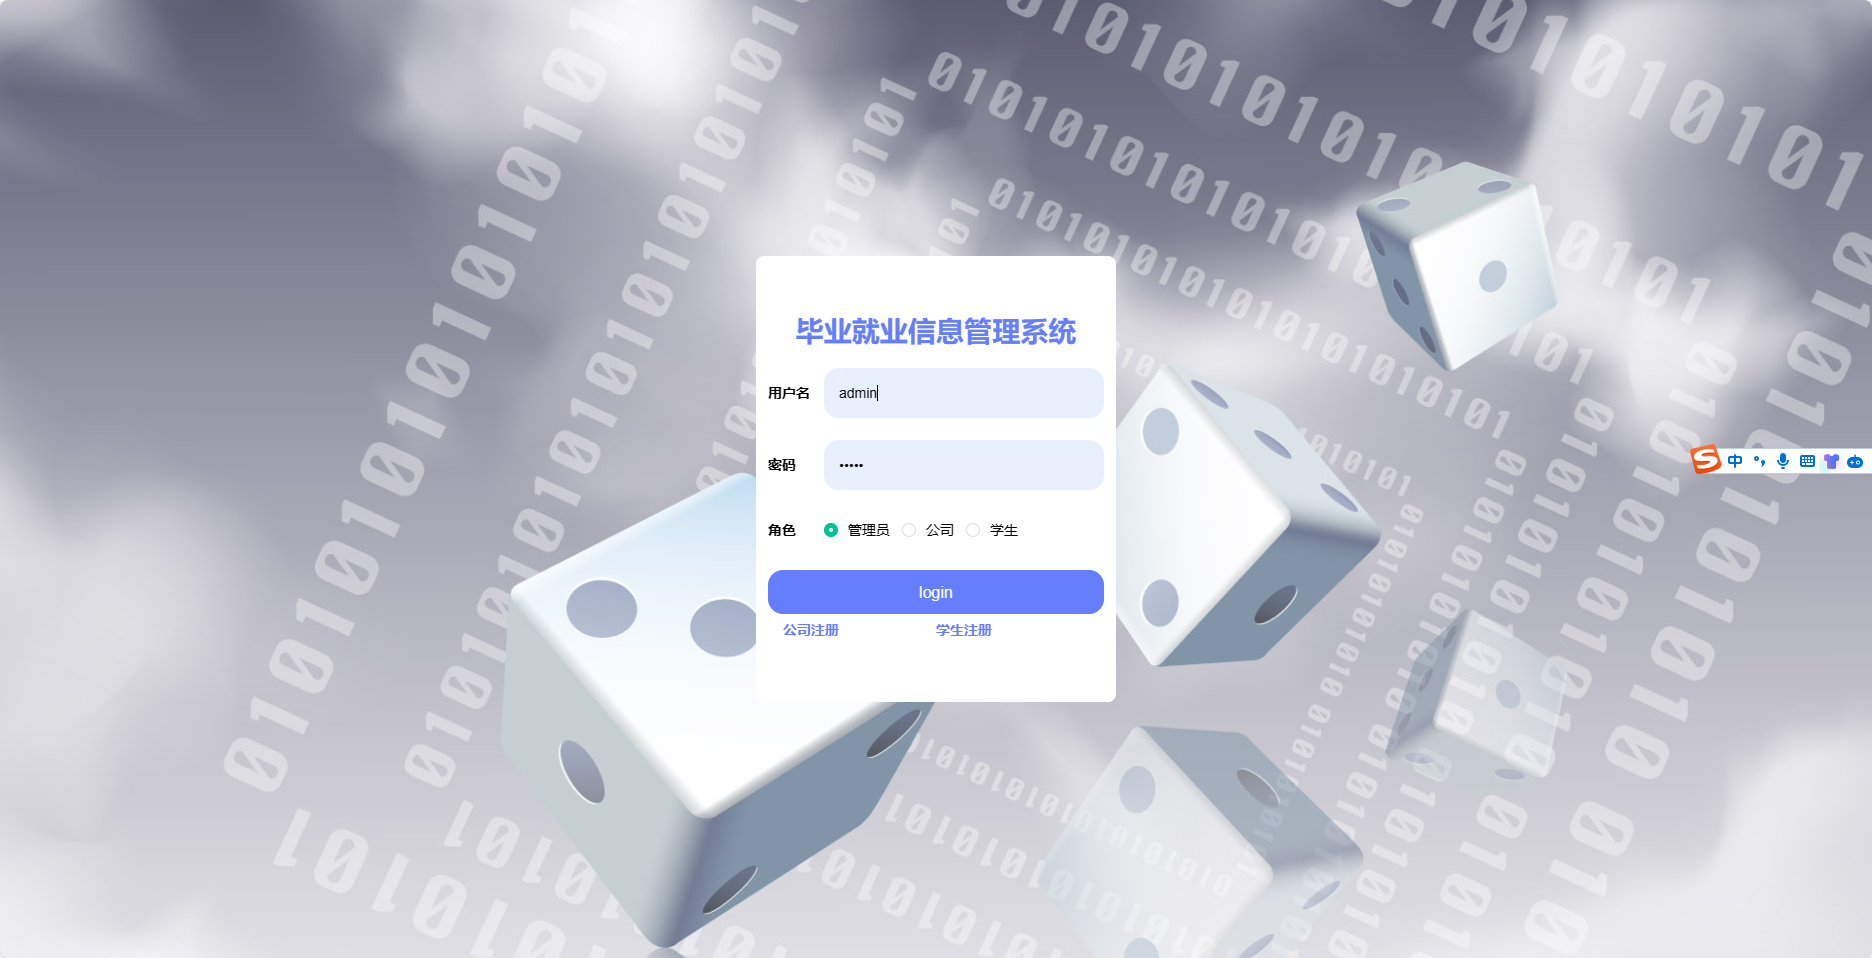 毕业就业信息管理系统
用户名 admin
密码 •••••
角色 管理员 公司 学生
login
公司注册 学生注册
S 中